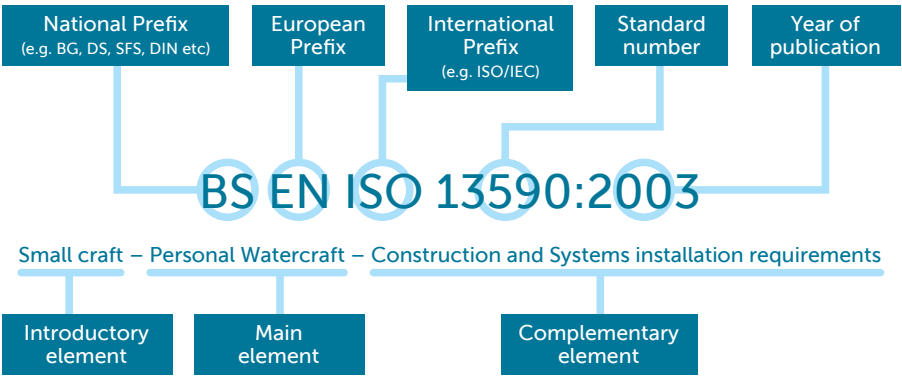 National Prefix
(e.g. BG, DS, SFS, DIN etc)
European
Prefix
International
Prefix
(e.g. ISO/IEC)
Standard
number
Year of
publication
BS EN ISO 13590:2003
Small craft – Personal Watercraft – Construction and Systems installation requirements
Introductory
element
Main
element
Complementary
element